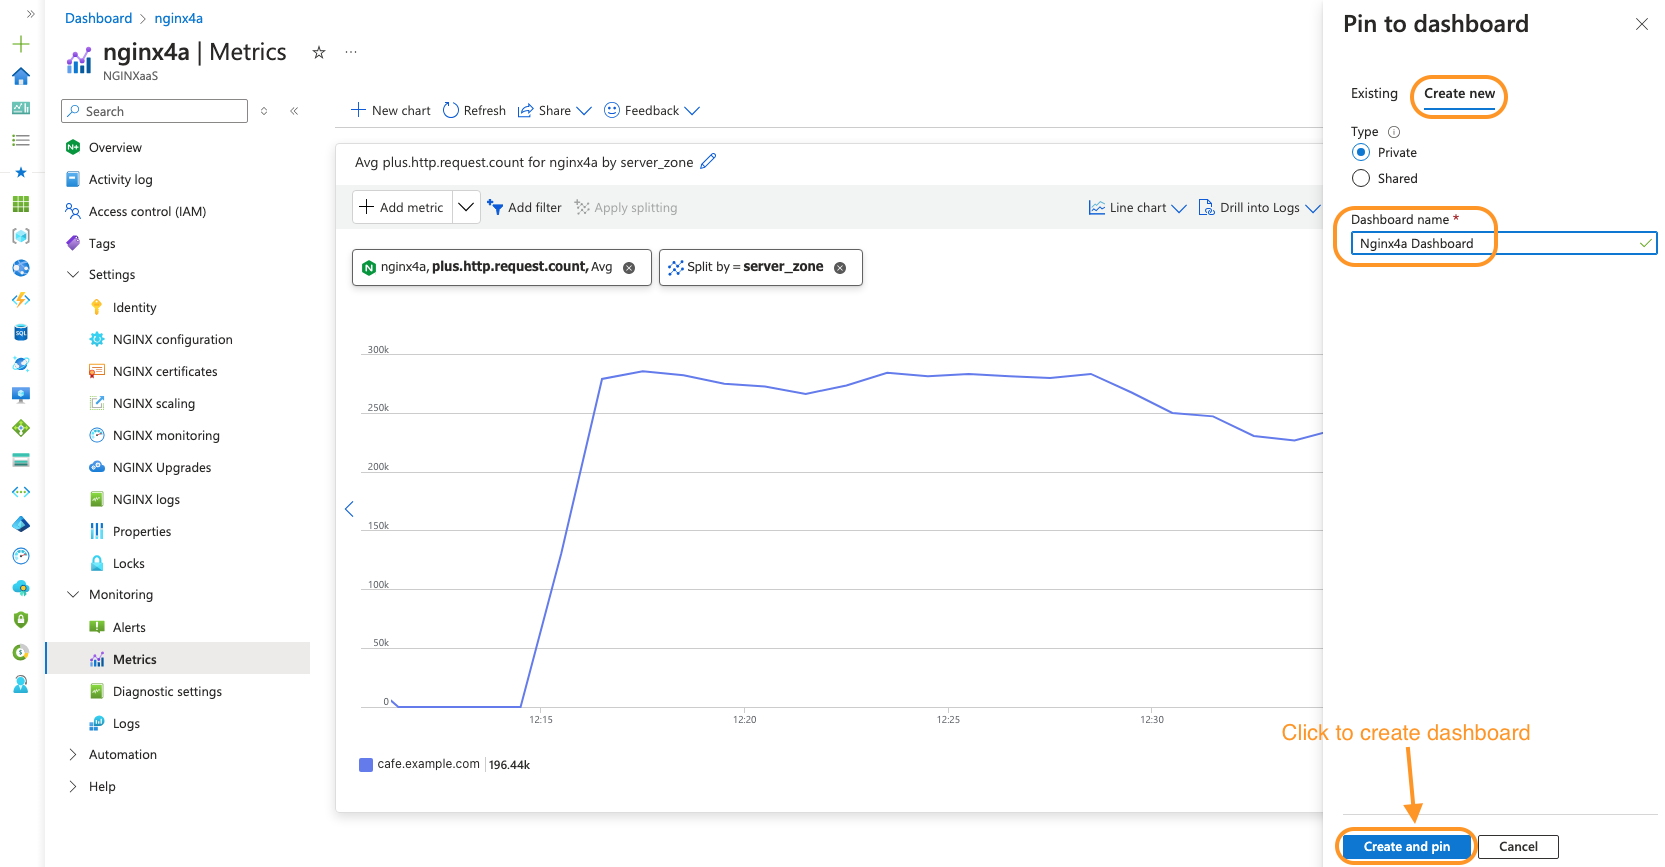 Dashboard > nginx4a
nginx4a | Metrics
NGINXaaS
Search
Overview
Activity log
Access control (IAM)
Tags
Settings
Identity
NGINX configuration
NGINX certificates
NGINX scaling
NGINX monitoring
NGINX Upgrades
NGINX logs
Properties
Locks
Monitoring
Alerts
Metrics
Diagnostic settings
Logs
Automation
Help
New chart Refresh Share Feedback
Avg plus.http.request.count for nginx4a by server_zone
Add metric Add filter Apply splitting Line chart Drill into Logs
nginx4a, plus.http.request.count, Avg Split by = server_zone
300k
250k
200k
150k
100k
50k
0
12:15 12:20 12:25 12:30
cafe.example.com 196.44k
Pin to dashboard
Existing Create new
Type
Private
Shared
Dashboard name *
Nginx4a Dashboard
Click to create dashboard
Create and pin Cancel